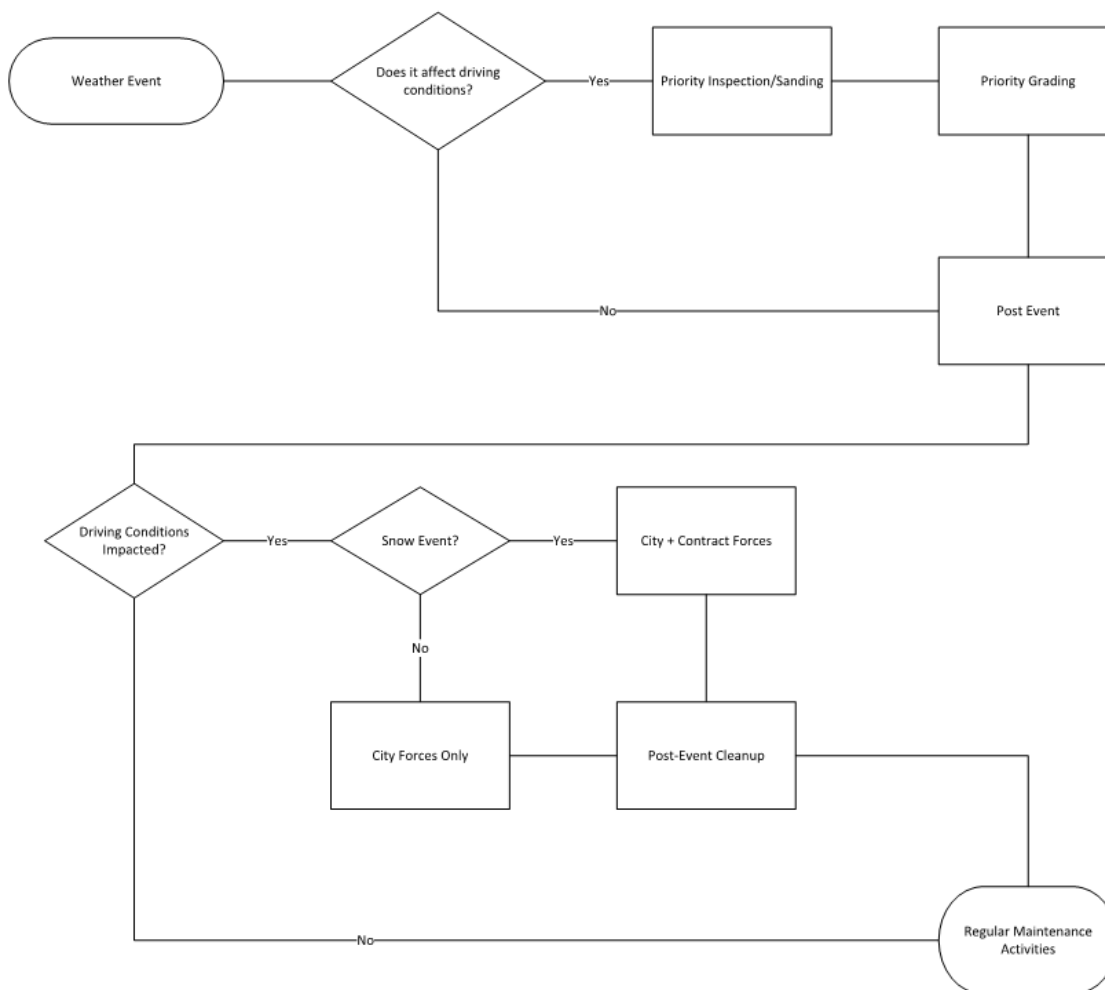 Weather Event
Does it affect driving
conditions?
Yes
Priority Inspection/Sanding
Priority Grading
No
Post Event
Driving Conditions
Impacted?
Yes
Snow Event?
Yes
City + Contract Forces
No
City Forces Only
Post-Event Cleanup
No
Regular Maintenance
Activities